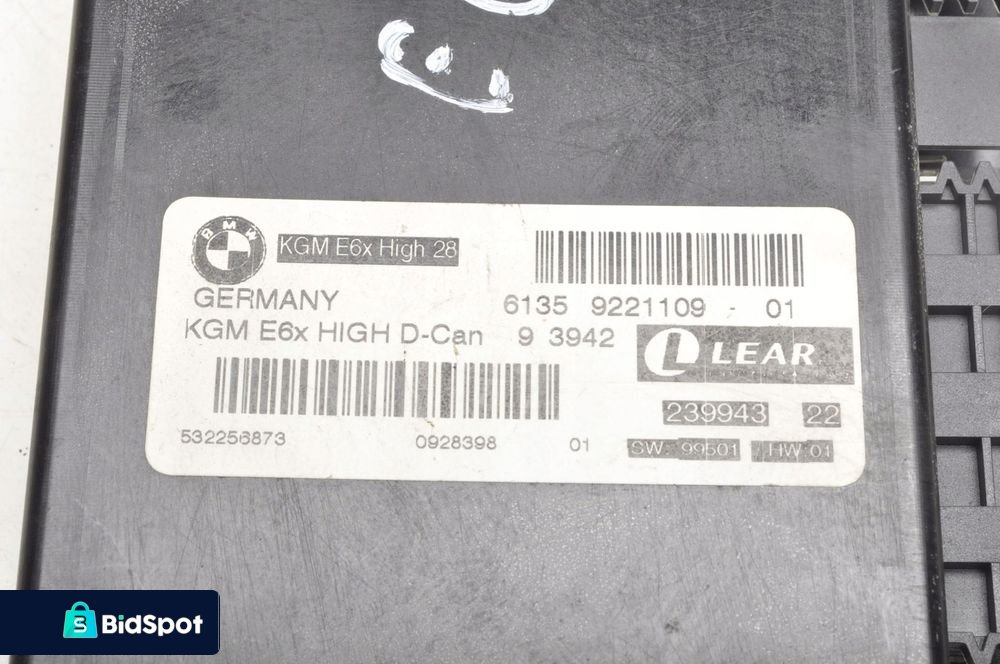 BMW
KGM E6x High 28
GERMANY
6135 9221109 - 01
KGM E6x HIGH D-Can 9 3942
LEAR
239943 22
532256873 0928398 01
SW: 99501 HW:01
BidSpot